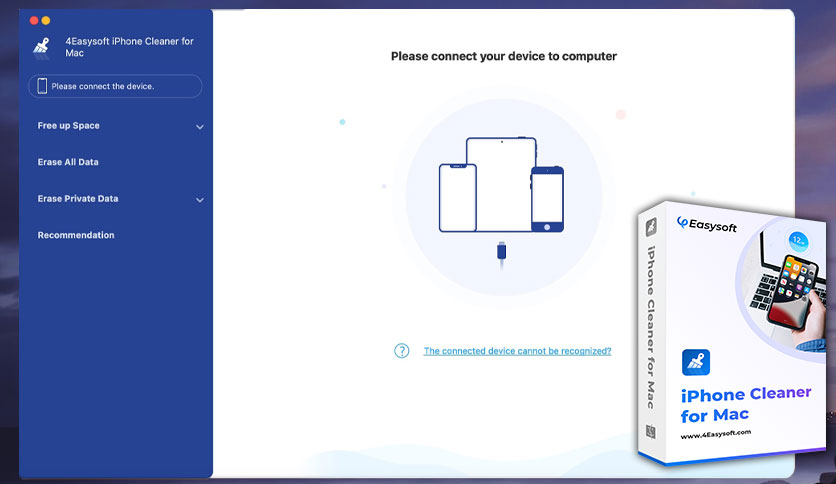 4Easysoft iPhone Cleaner for
Mac
Please connect the device.
Free up Space
Erase All Data
Erase Private Data
Recommendation
Please connect your device to computer
The connected device cannot be recognized?
Easysoft
iPhone Cleaner for Mac
iPhone Cleaner
for Mac
www.4Easysoft.com